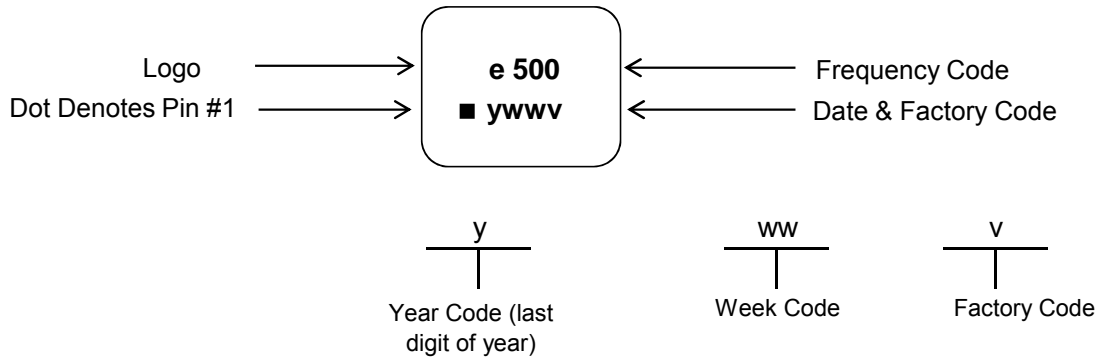 Logo
e 500
Frequency Code
Dot Denotes Pin #1
■ ywwv
Date & Factory Code
y
ww
v
Year Code (last
digit of year)
Week Code
Factory Code